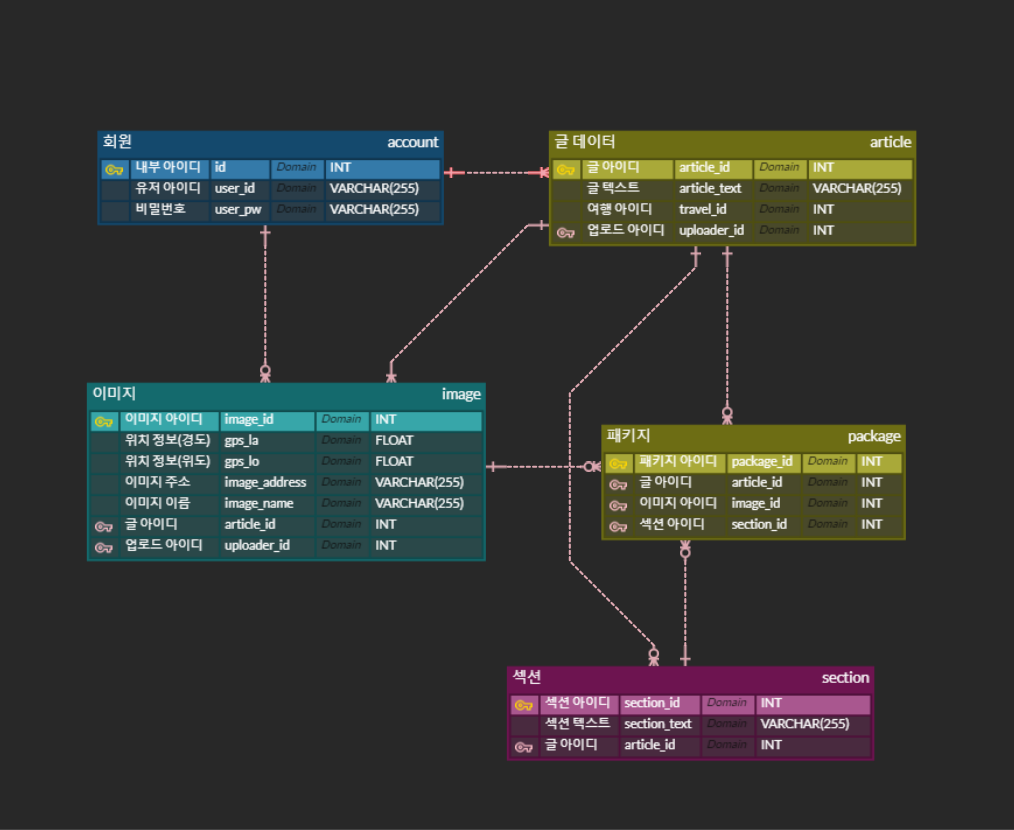 회원 account
내부 아이디 id Domain INT
유저 아이디 user_id Domain VARCHAR(255)
비밀번호 user_pw Domain VARCHAR(255)
글 데이터 article
글 아이디 article_id Domain INT
글 텍스트 article_text Domain VARCHAR(255)
여행 아이디 travel_id Domain INT
업로드 아이디 uploader_id Domain INT
이미지 image
이미지 아이디 image_id Domain INT
위치 정보(경도) gps_la Domain FLOAT
위치 정보(위도) gps_lo Domain FLOAT
이미지 주소 image_address Domain VARCHAR(255)
이미지 이름 image_name Domain VARCHAR(255)
글 아이디 article_id Domain INT
업로드 아이디 uploader_id Domain INT
패키지 package
패키지 아이디 package_id Domain INT
글 아이디 article_id Domain INT
이미지 아이디 image_id Domain INT
섹션 아이디 section_id Domain INT
섹션 section
섹션 아이디 section_id Domain INT
섹션 텍스트 section_text Domain VARCHAR(255)
글 아이디 article_id Domain INT